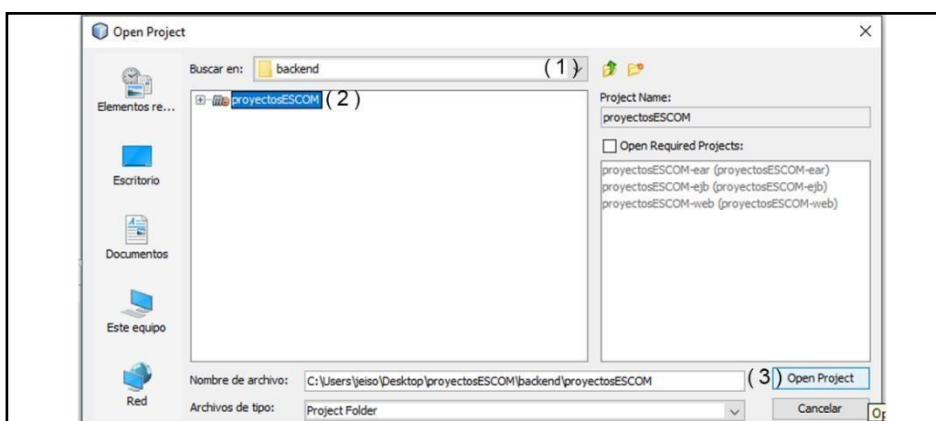 Open Project
Buscar en: backend (1)
Elementos re...
proyectosESCOM (2)
Project Name:
proyectosESCOM
Open Required Projects:
proyectosESCOM-ear (proyectosESCOM-ear)
proyectosESCOM-ejb (proyectosESCOM-ejb)
proyectosESCOM-web (proyectosESCOM-web)
Escritorio
Documentos
Este equipo
Red
Nombre de archivo: C:\Users\jeiso\Desktop\proyectosESCOM\backend\proyectosESCOM (3) Open Project
Archivos de tipo: Project Folder Cancelar